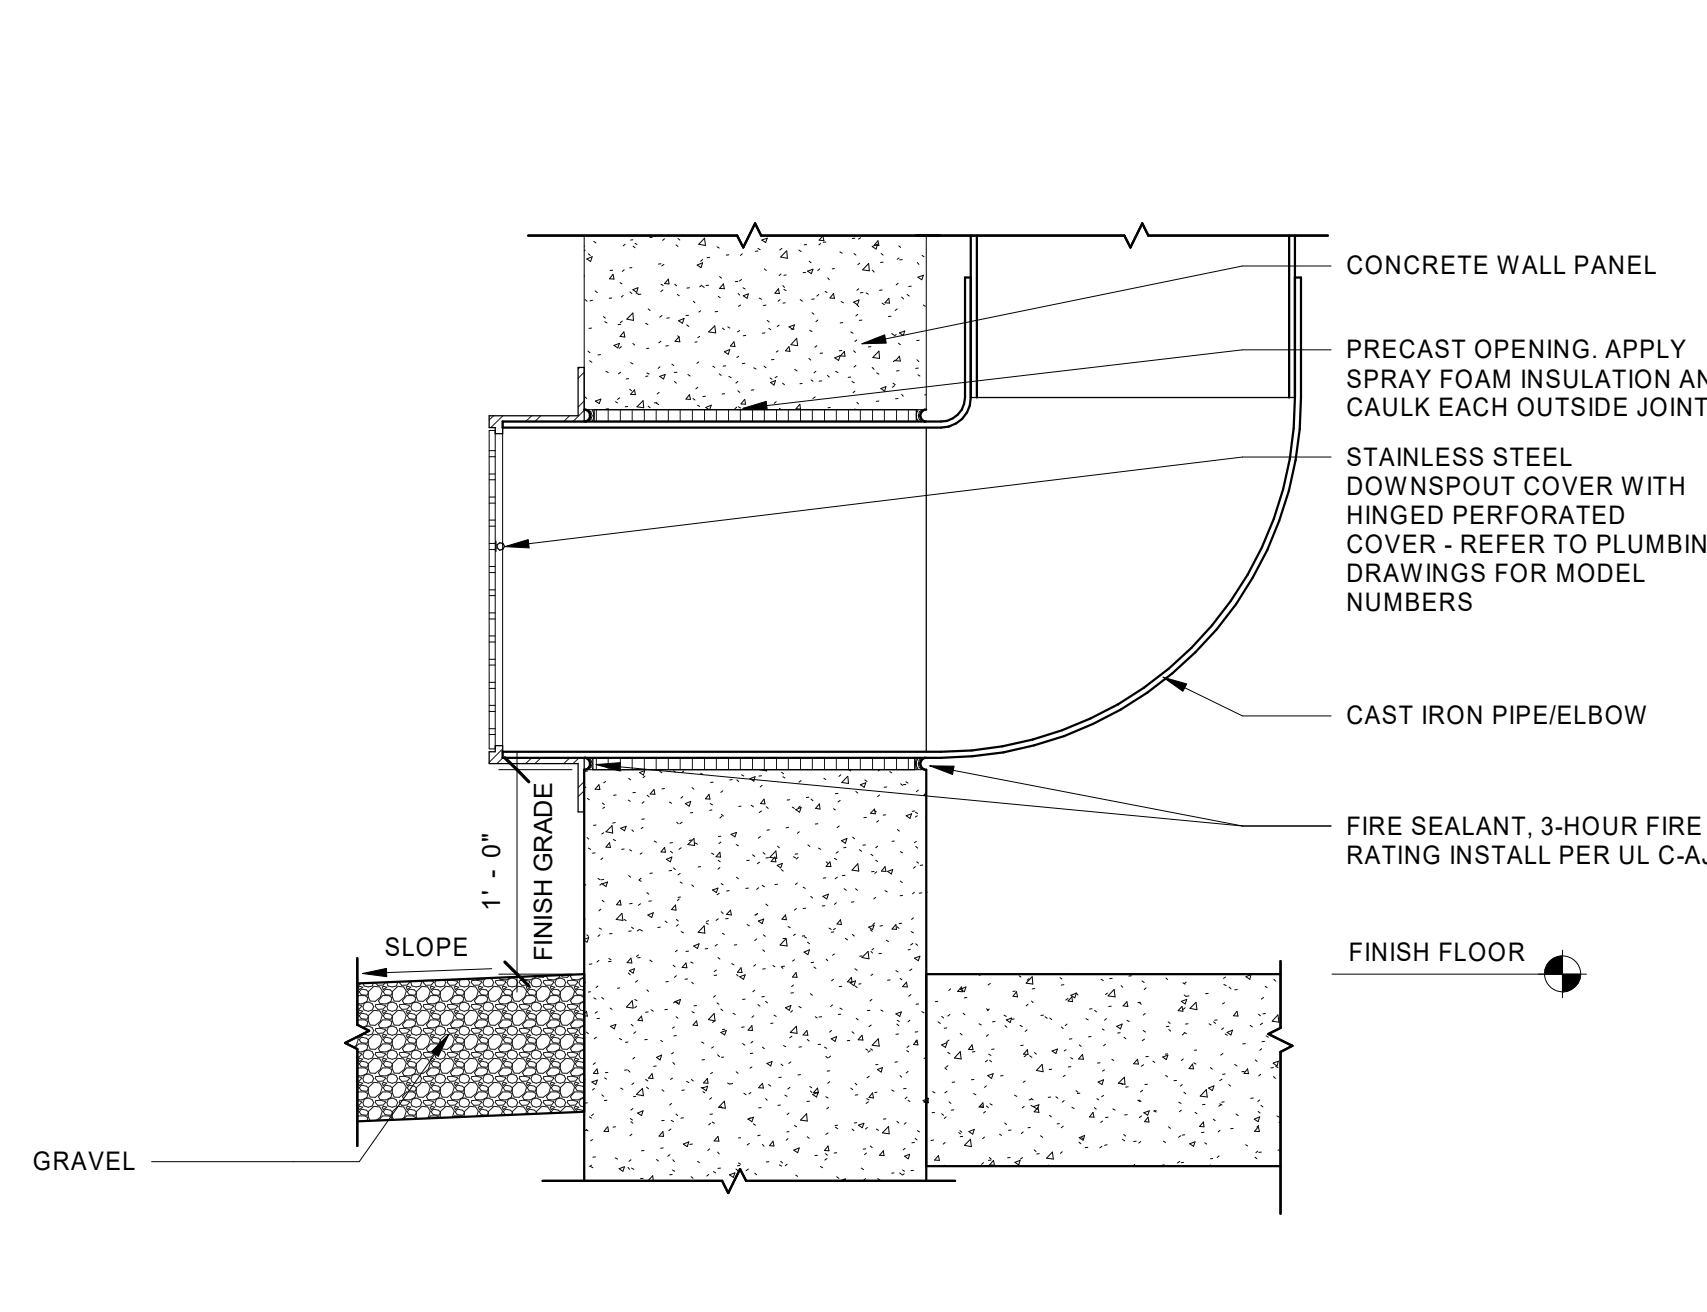 CONCRETE WALL PANEL
PRECAST OPENING. APPLY
SPRAY FOAM INSULATION AN
CAULK EACH OUTSIDE JOINT
STAINLESS STEEL
DOWNSPOUT COVER WITH
HINGED PERFORATED
COVER - REFER TO PLUMBIN
DRAWINGS FOR MODEL
NUMBERS
CAST IRON PIPE/ELBOW
FIRE SEALANT, 3-HOUR FIRE
RATING INSTALL PER UL C-AJ
1' - 0"
FINISH GRADE
SLOPE
FINISH FLOOR
GRAVEL